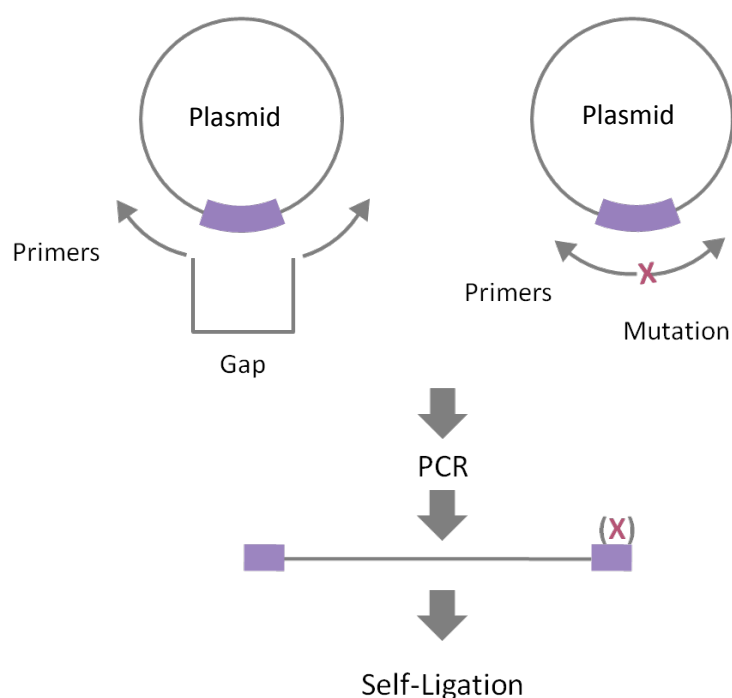 Plasmid
Plasmid
Primers
Primers
X
Mutation
Gap
PCR
(X)
Self-Ligation